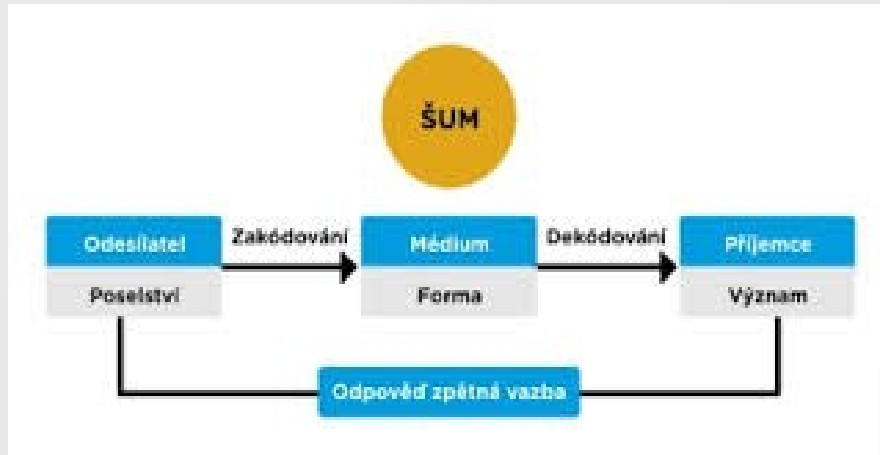 ŠUM
Odesílatel
Zakódování
Médium
Dekódování
Příjemce
Poselství
Forma
Význam
Odpověď zpětná vazba